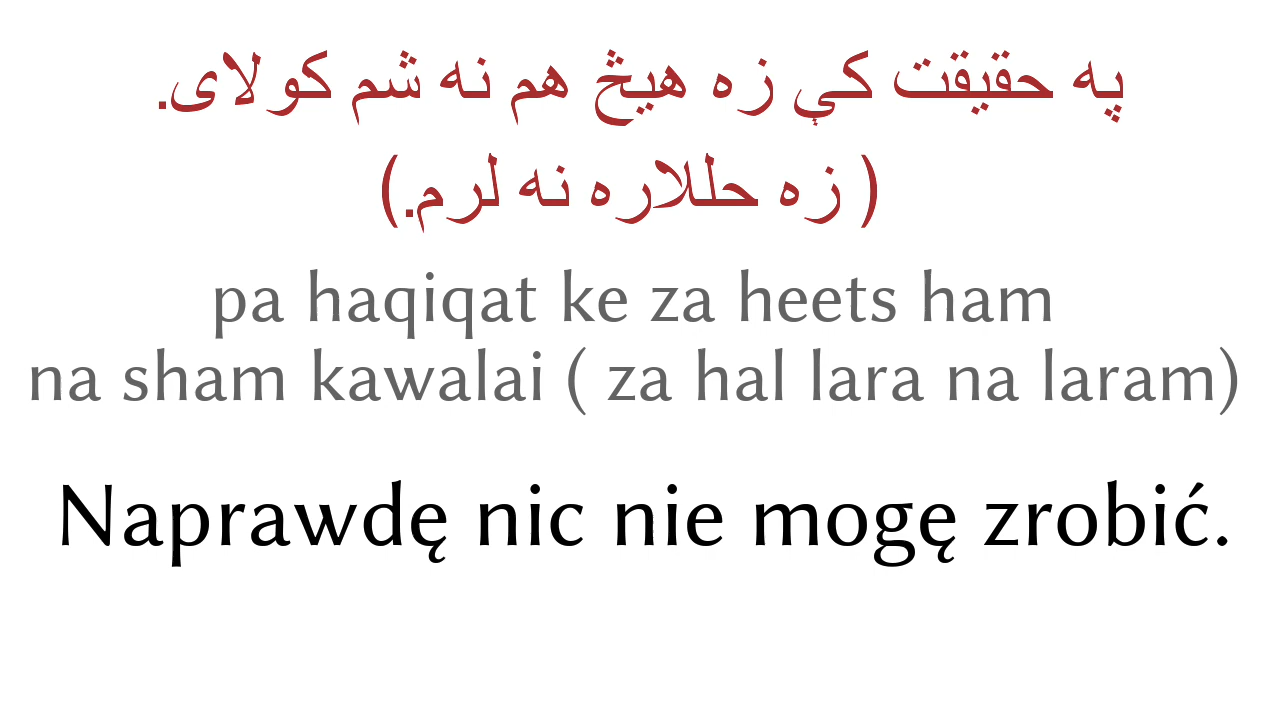 په حقيقت کې زه هيڅ هم نه شم کولای.
( زه حللاره نه لرم.)
pa haqiqat ke za heets ham
na sham kawalai ( za hal lara na laram)
Naprawdę nic nie mogę zrobić.